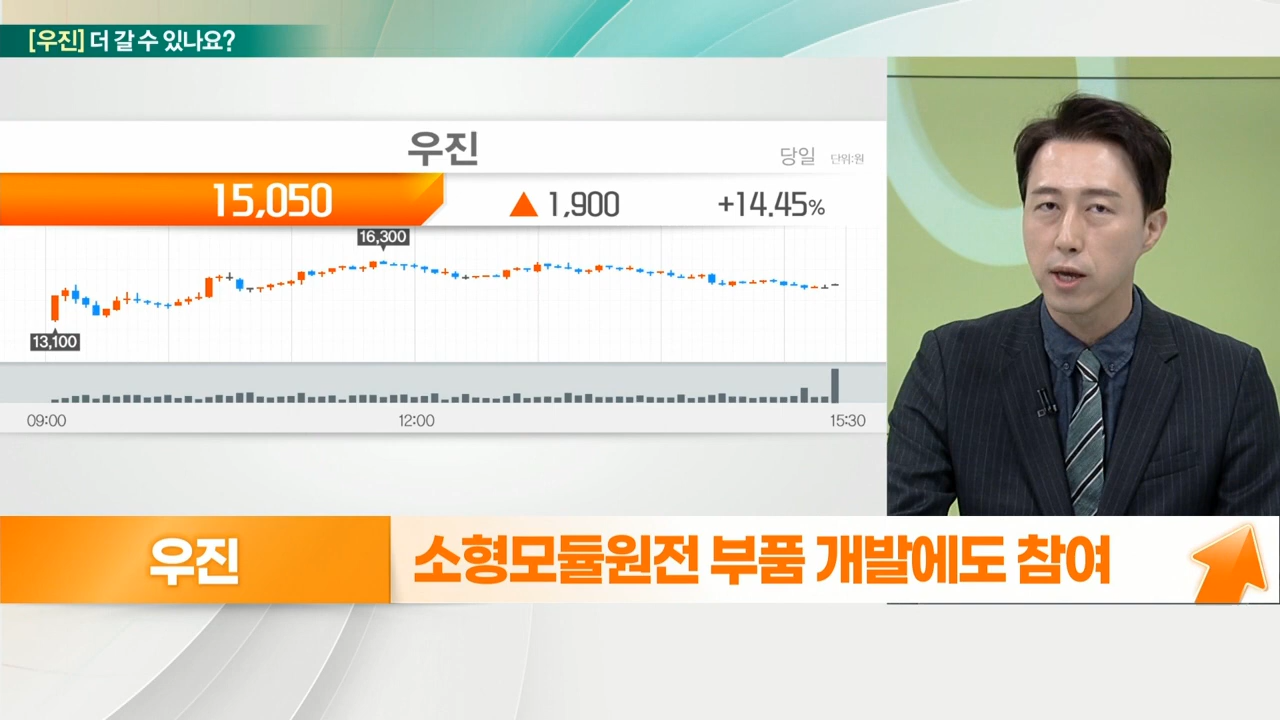 [우진] 더 갈 수 있나요?
우진
당일 단위:원
15,050 ▲ 1,900 +14.45%
16,300
13,100
09:00 12:00 15:30
우진 소형모듈원전 부품 개발에도 참여